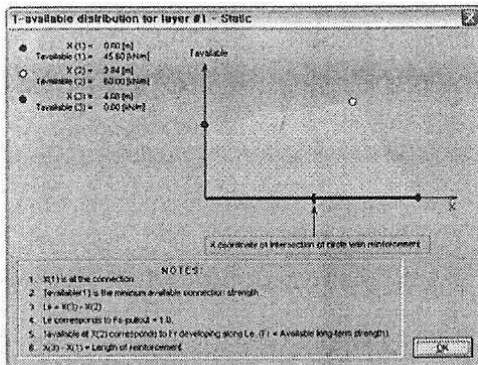 T-available distribution for layer #1 - Static
X (1) = 0.00 [m]
Tavailable (1) = 45.60 [kN/m]
X (2) = 2.84 [m]
Tavailable (2) = 60.00 [kN/m]
X (3) = 4.08 [m]
Tavailable (3) = 0.00 [kN/m]
Tavailable
X
X coordinate of intersection of circle with reinforcement
NOTES:
1. X(1) is at the connection.
2. Tavailable(1) is the minimum available connection strength.
3. Le = X(3) - X(2)
4. Le corresponds to Fs-pullout = 1.0.
5. Tavailable at X(2) corresponds to Fr developing along Le. (Fr < Available long-term strength).
6. X(3) - X(1) = Length of reinforcement.
OK